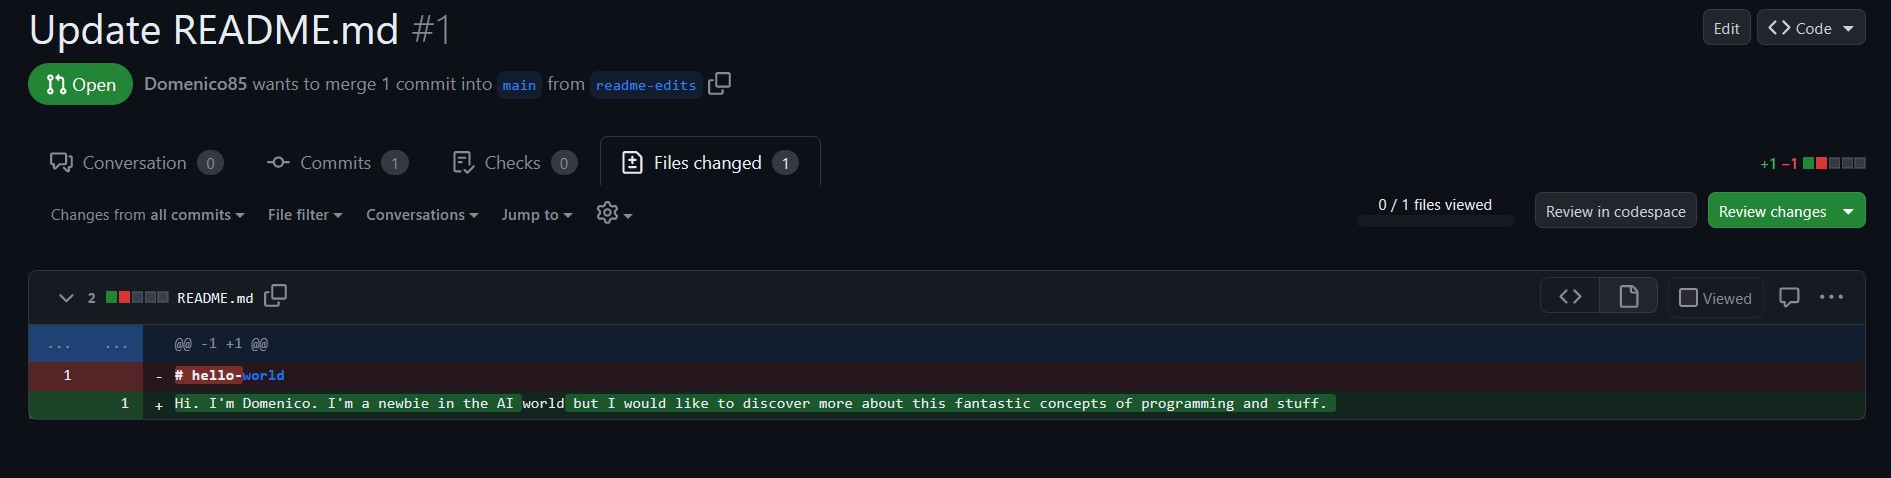 Update README.md #1
Edit
Code
Open
Domenico85 wants to merge 1 commit into main from readme-edits
Conversation 0
Commits 1
Checks 0
Files changed 1
+1 −1
Changes from all commits
File filter
Conversations
Jump to
0 / 1 files viewed
Review in codespace
Review changes
2 README.md
Viewed
... ... @@ -1 +1 @@
1 - # hello-world
1 + Hi. I'm Domenico. I'm a newbie in the AI world but I would like to discover more about this fantastic concepts of programming and stuff.